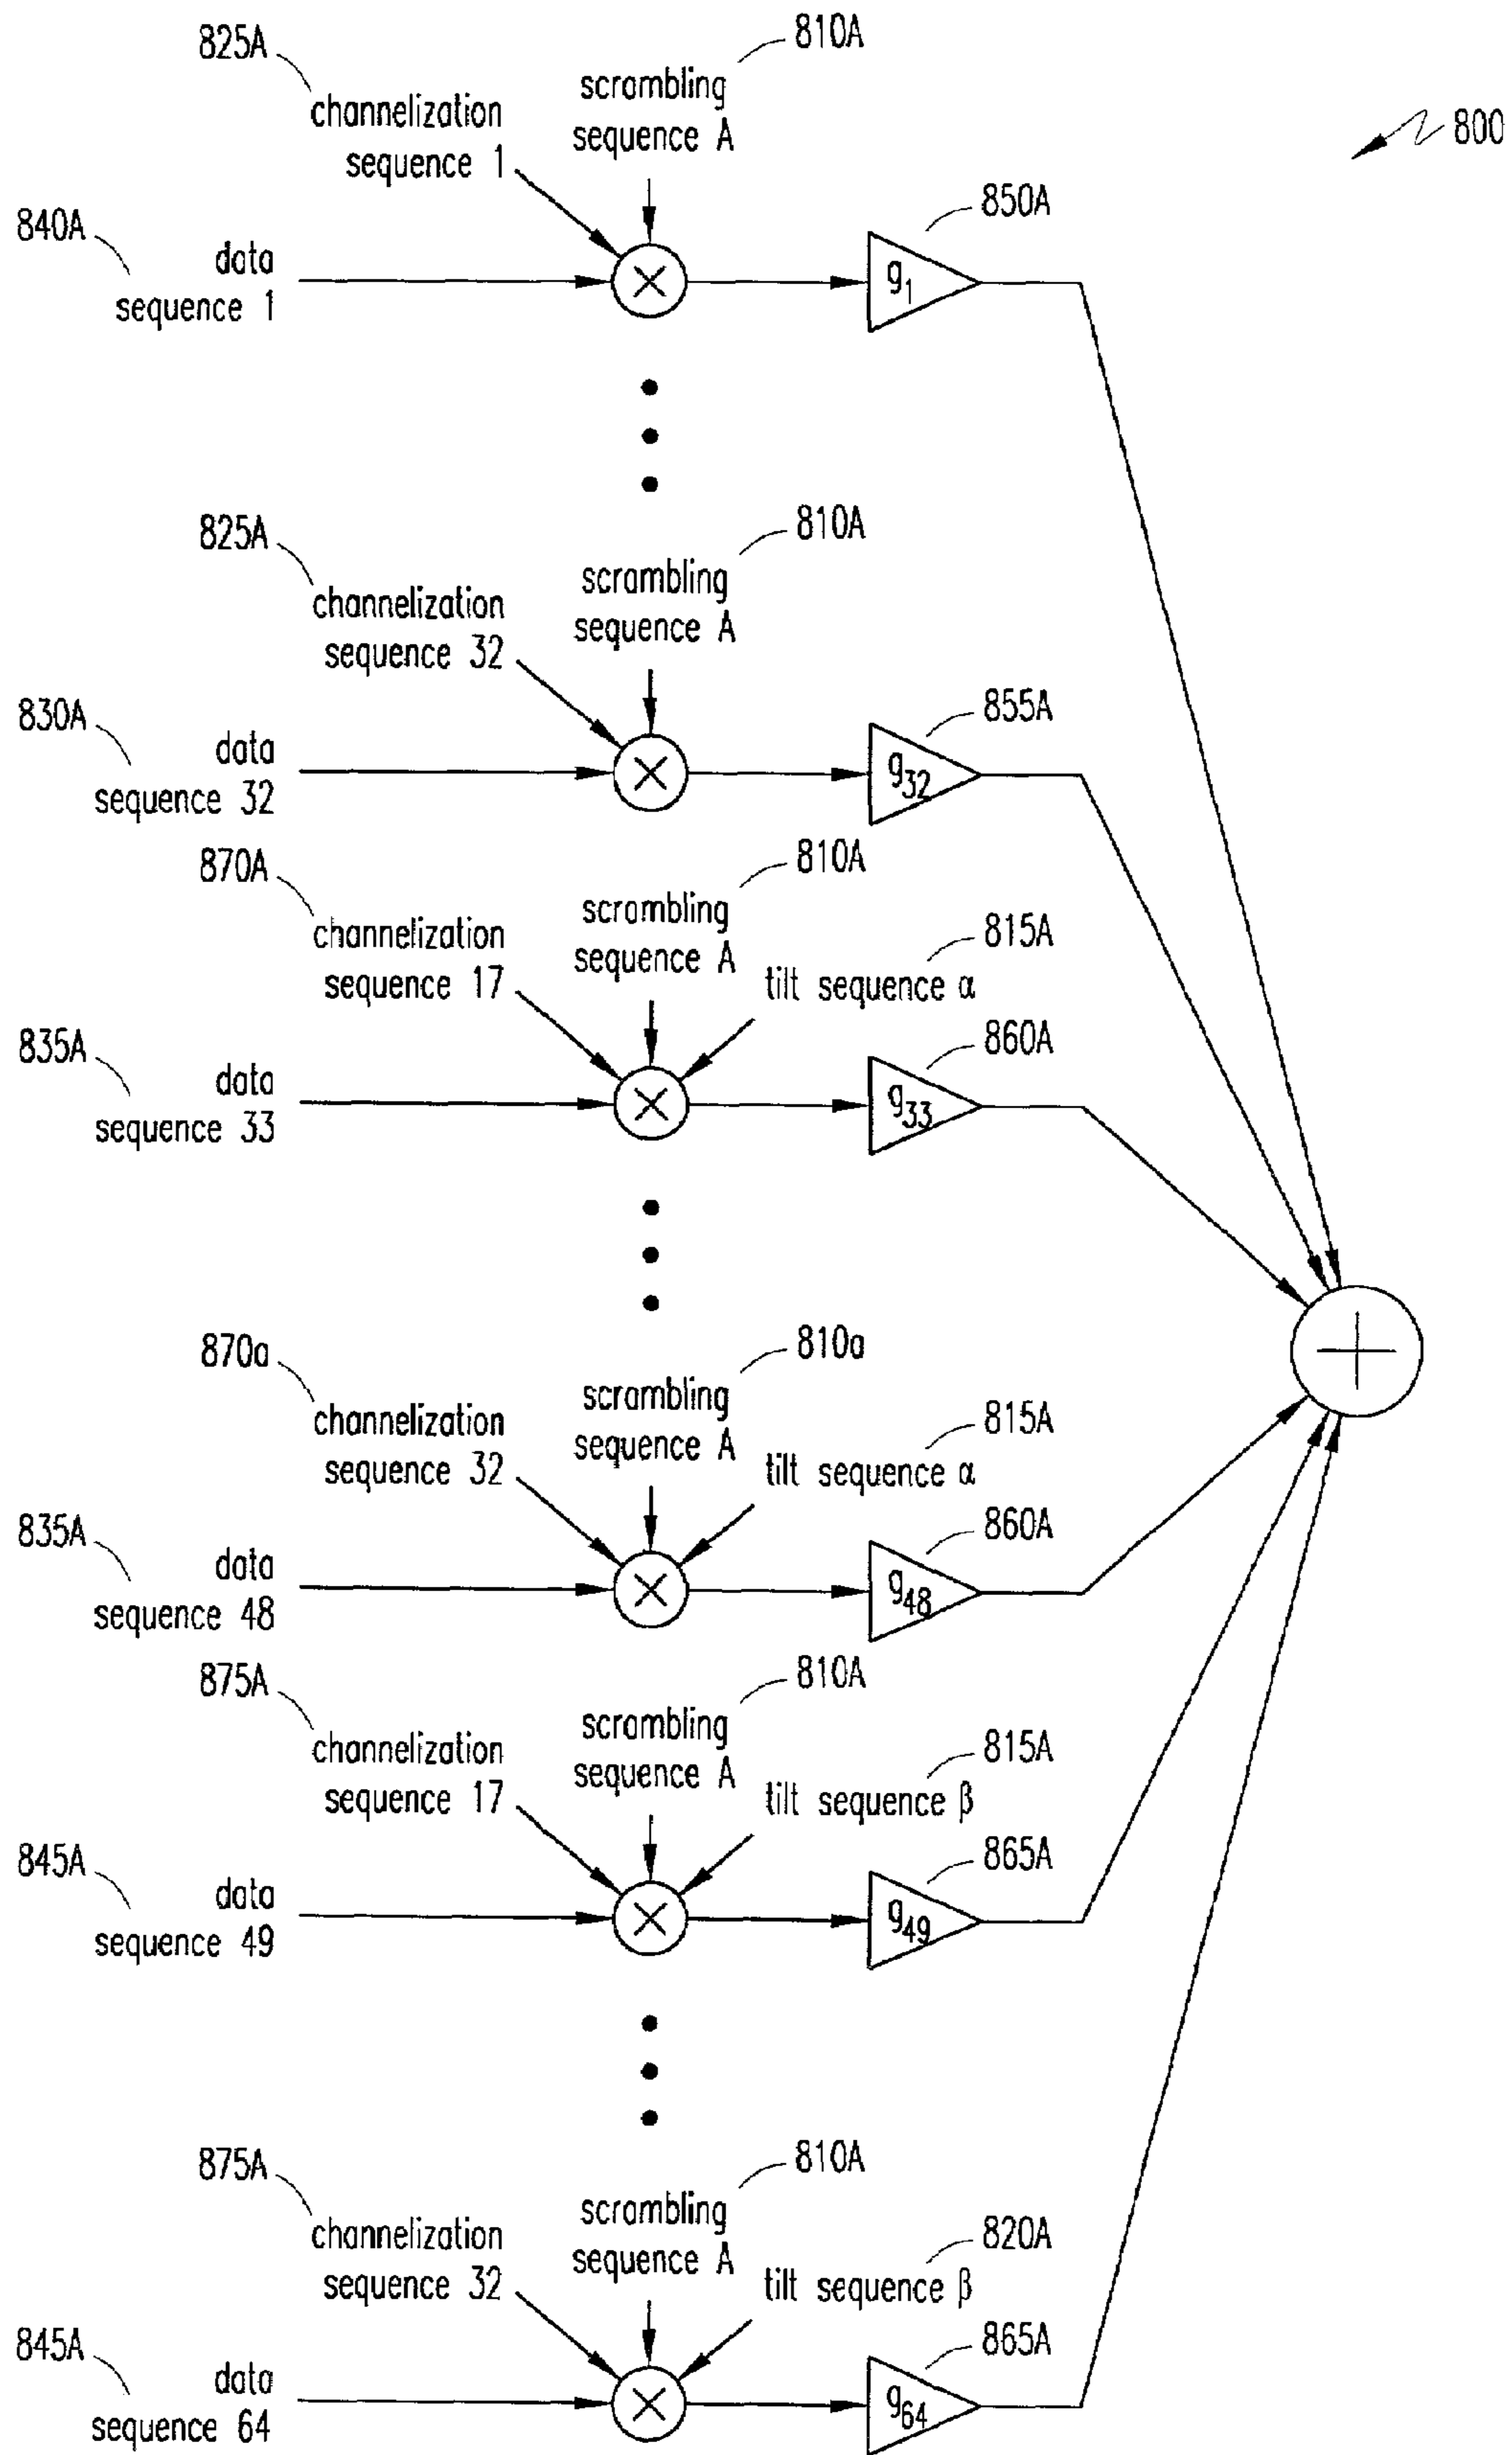 825A
810A
channelization
sequence 1
scrambling
sequence A
800
840A
850A
data
sequence 1
g1
825A
810A
channelization
sequence 32
scrambling
sequence A
830A
855A
data
sequence 32
g32
870A
810A
channelization
sequence 17
scrambling
sequence A
815A
tilt sequence α
835A
860A
data
sequence 33
g33
870a
810a
channelization
sequence 32
scrambling
sequence A
815A
tilt sequence α
835A
860A
data
sequence 48
g48
875A
810A
channelization
sequence 17
scrambling
sequence A
815A
tilt sequence β
845A
865A
data
sequence 49
g49
875A
810A
channelization
sequence 32
scrambling
sequence A
820A
tilt sequence β
845A
865A
data
sequence 64
g64